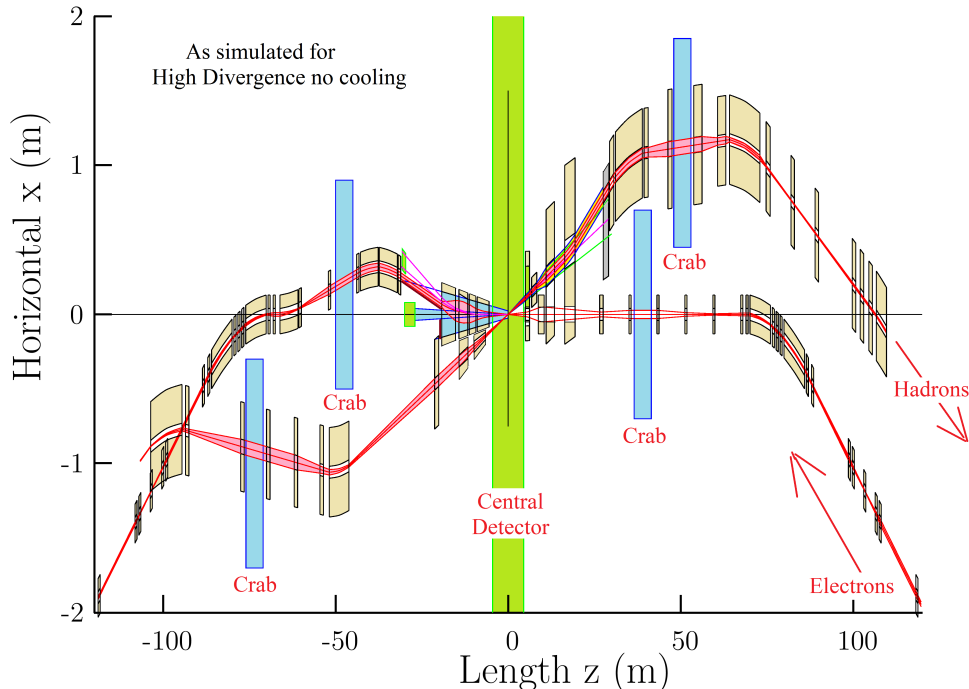 2
As simulated for
High Divergence no cooling
1
Crab
Crab
0
Hadrons
Crab
Crab
-1
Central
Detector
Crab
Electrons
-2
-100
-50
0
50
100
Length z (m)
Horizontal x (m)